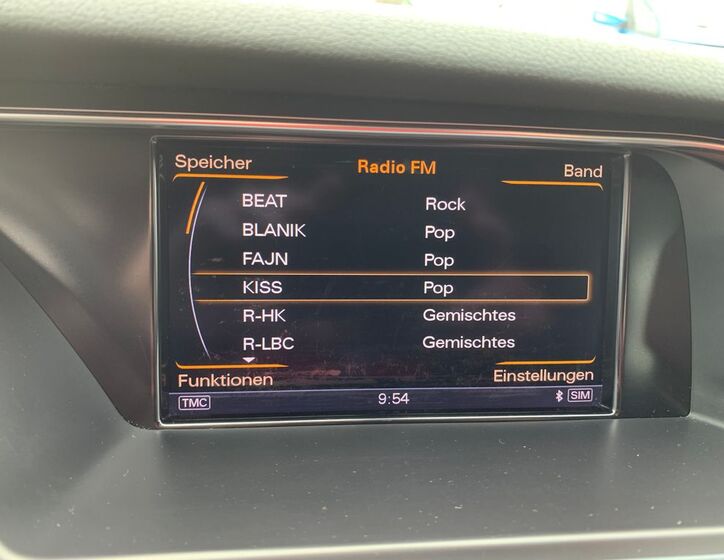 Speicher Radio FM Band
BEAT Rock
BLANIK Pop
FAJN Pop
KISS Pop
R-HK Gemischtes
R-LBC Gemischtes
Funktionen Einstellungen
TMC 9:54 SIM